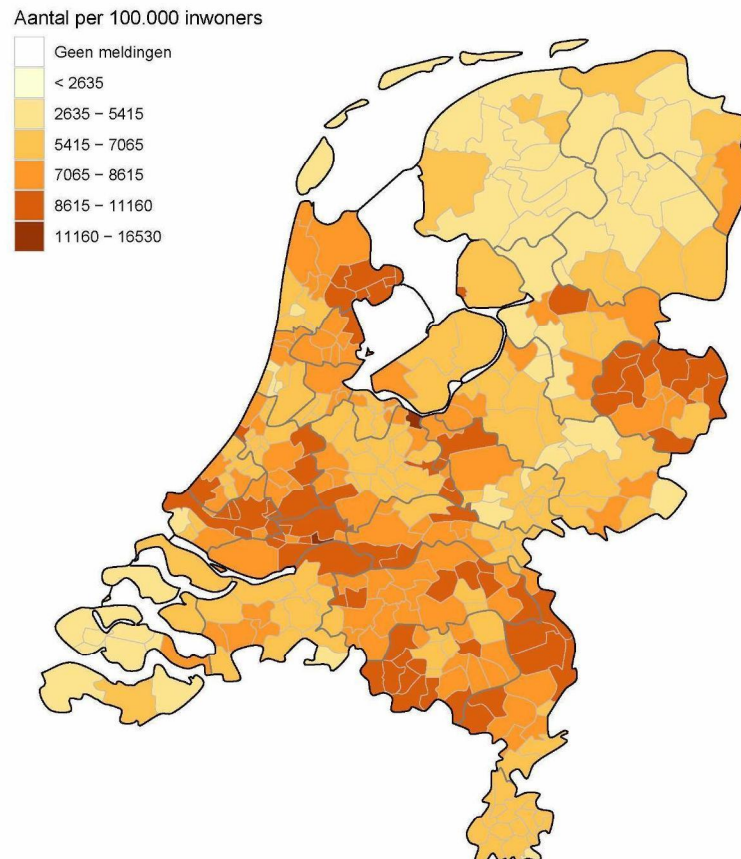 Aantal per 100.000 inwoners
Geen meldingen
< 2635
2635 – 5415
5415 – 7065
7065 – 8615
8615 – 11160
11160 – 16530